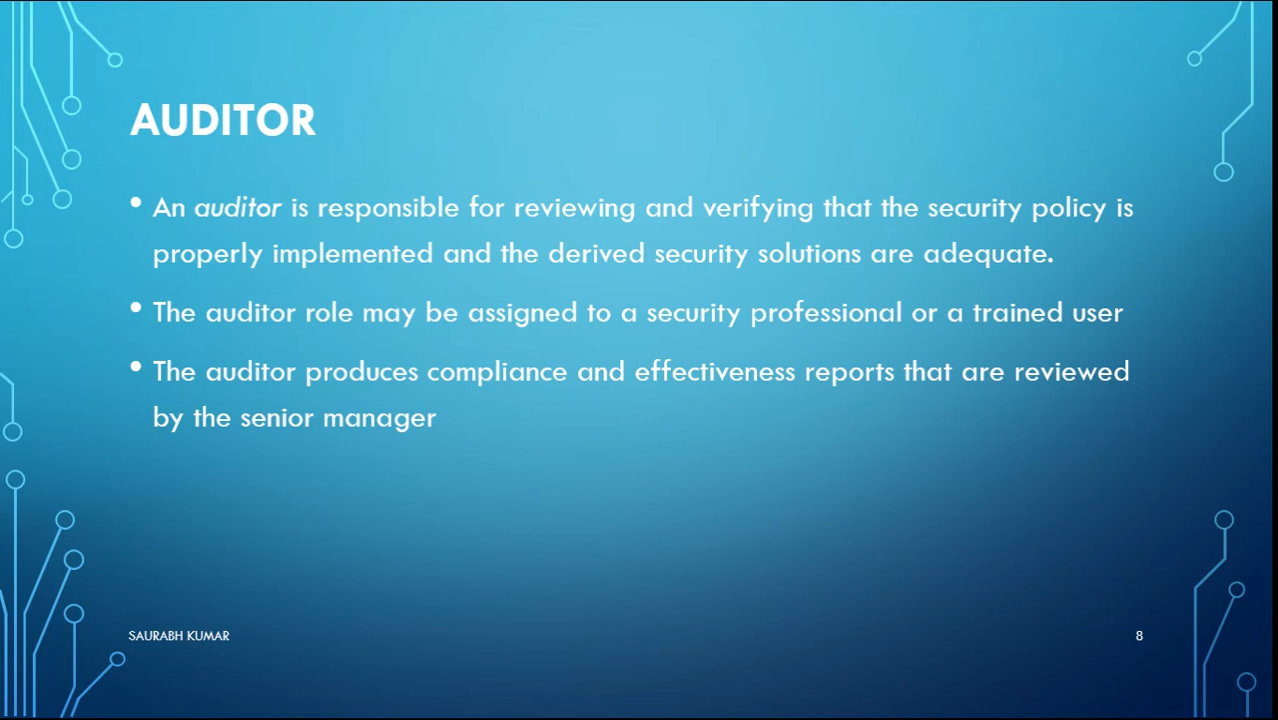 AUDITOR
• An auditor is responsible for reviewing and verifying that the security policy is
properly implemented and the derived security solutions are adequate.
• The auditor role may be assigned to a security professional or a trained user
• The auditor produces compliance and effectiveness reports that are reviewed
by the senior manager
SAURABH KUMAR
8